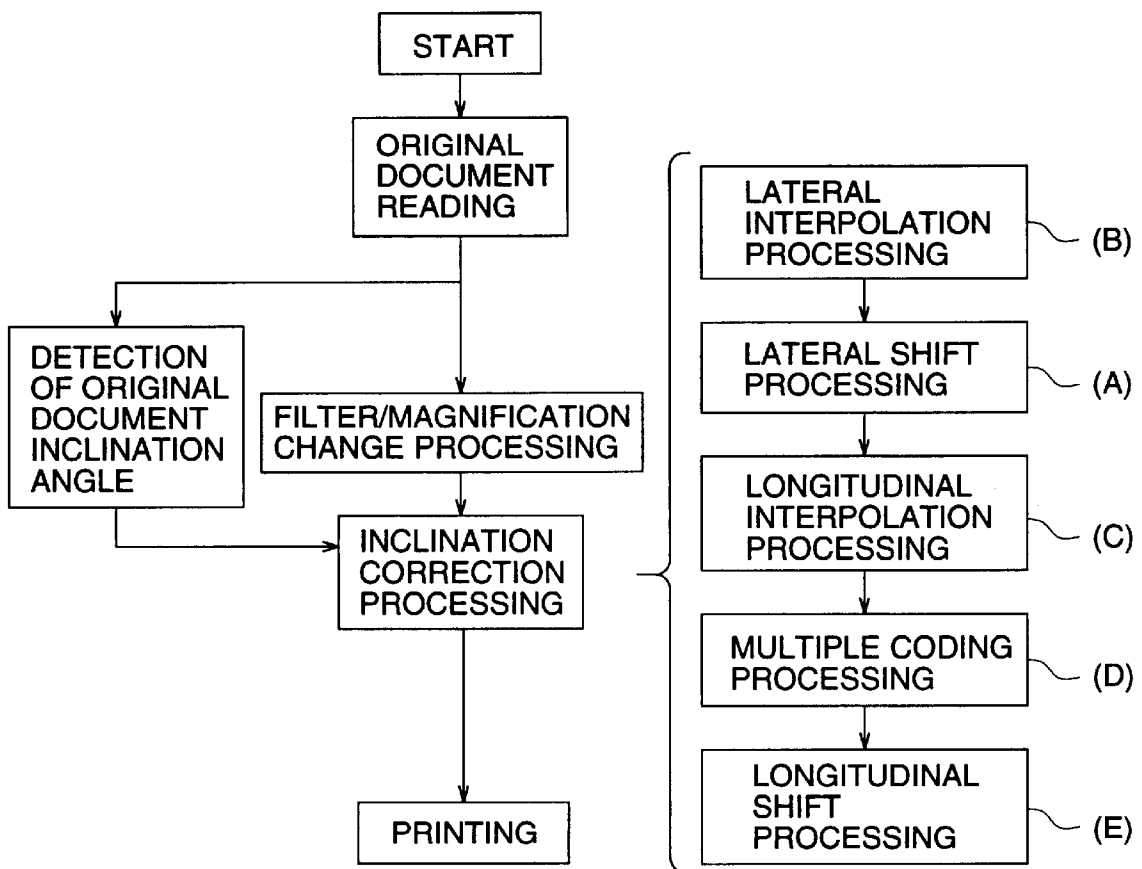 START
ORIGINAL
DOCUMENT
READING
DETECTION
OF ORIGINAL
DOCUMENT
INCLINATION
ANGLE
FILTER/MAGNIFICATION
CHANGE PROCESSING
INCLINATION
CORRECTION
PROCESSING
PRINTING
LATERAL
INTERPOLATION
PROCESSING
(B)
LATERAL SHIFT
PROCESSING
(A)
LONGITUDINAL
INTERPOLATION
PROCESSING
(C)
MULTIPLE CODING
PROCESSING
(D)
LONGITUDINAL
SHIFT
PROCESSING
(E)